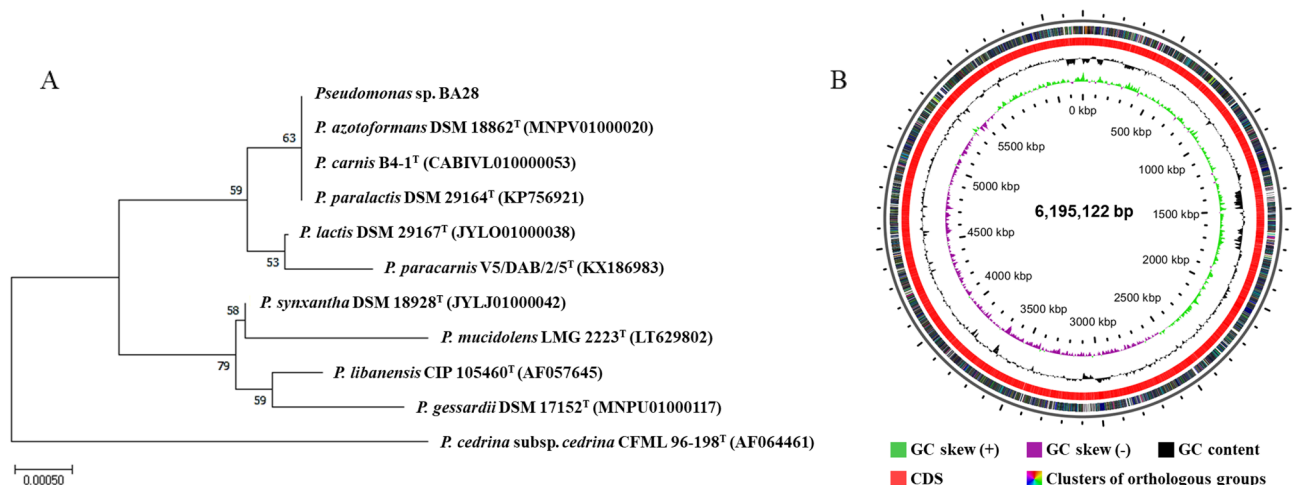 A
Pseudomonas sp. BA28
63
P. azotoformans DSM 18862ᵀ (MNPV01000020)
P. carnis B4-1ᵀ (CABIVL010000053)
59
P. paralactis DSM 29164ᵀ (KP756921)
P. lactis DSM 29167ᵀ (JYLO01000038)
53
P. paracarnis V5/DAB/2/5ᵀ (KX186983)
P. synxantha DSM 18928ᵀ (JYLJ01000042)
58
P. mucidolens LMG 2223ᵀ (LT629802)
79
P. libanensis CIP 105460ᵀ (AF057645)
59
P. gessardii DSM 17152ᵀ (MNPU01000117)
P. cedrina subsp. cedrina CFML 96-198ᵀ (AF064461)
0.00050
B
0 kbp
500 kbp
1000 kbp
1500 kbp
2000 kbp
2500 kbp
3000 kbp
3500 kbp
4000 kbp
4500 kbp
5000 kbp
5500 kbp
6,195,122 bp
GC skew (+)
GC skew (-)
GC content
CDS
Clusters of orthologous groups